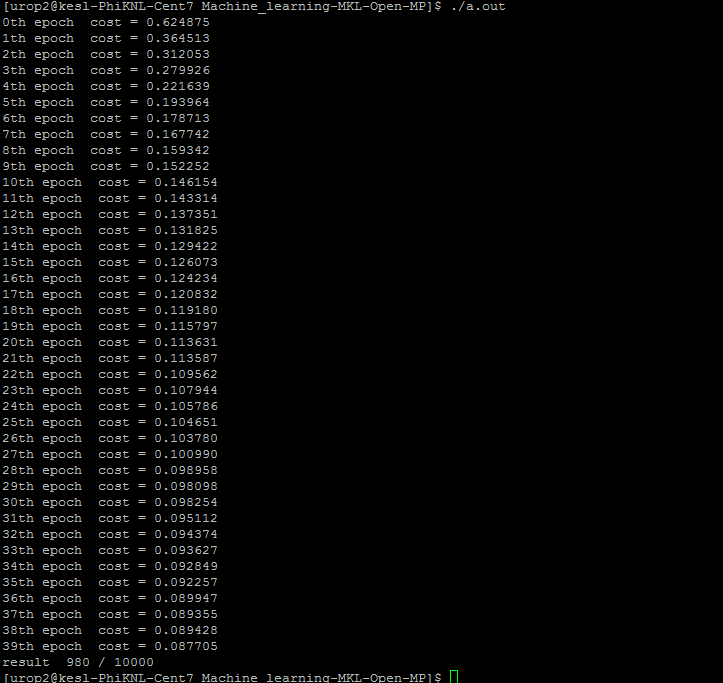 [urop2@kesl-PhiKNL-Cent7 Machine_learning-MKL-Open-MP]$ ./a.out
0th epoch  cost = 0.624875
1th epoch  cost = 0.364513
2th epoch  cost = 0.312053
3th epoch  cost = 0.279926
4th epoch  cost = 0.221639
5th epoch  cost = 0.193964
6th epoch  cost = 0.178713
7th epoch  cost = 0.167742
8th epoch  cost = 0.159342
9th epoch  cost = 0.152252
10th epoch  cost = 0.146154
11th epoch  cost = 0.143314
12th epoch  cost = 0.137351
13th epoch  cost = 0.131825
14th epoch  cost = 0.129422
15th epoch  cost = 0.126073
16th epoch  cost = 0.124234
17th epoch  cost = 0.120832
18th epoch  cost = 0.119180
19th epoch  cost = 0.115797
20th epoch  cost = 0.113631
21th epoch  cost = 0.113587
22th epoch  cost = 0.109562
23th epoch  cost = 0.107944
24th epoch  cost = 0.105786
25th epoch  cost = 0.104651
26th epoch  cost = 0.103780
27th epoch  cost = 0.100990
28th epoch  cost = 0.098958
29th epoch  cost = 0.098098
30th epoch  cost = 0.098254
31th epoch  cost = 0.095112
32th epoch  cost = 0.094374
33th epoch  cost = 0.093627
34th epoch  cost = 0.092849
35th epoch  cost = 0.092257
36th epoch  cost = 0.089947
37th epoch  cost = 0.089355
38th epoch  cost = 0.089428
39th epoch  cost = 0.087705
result  980 / 10000
[urop2@kesl-PhiKNL-Cent7 Machine_learning-MKL-Open-MP]$